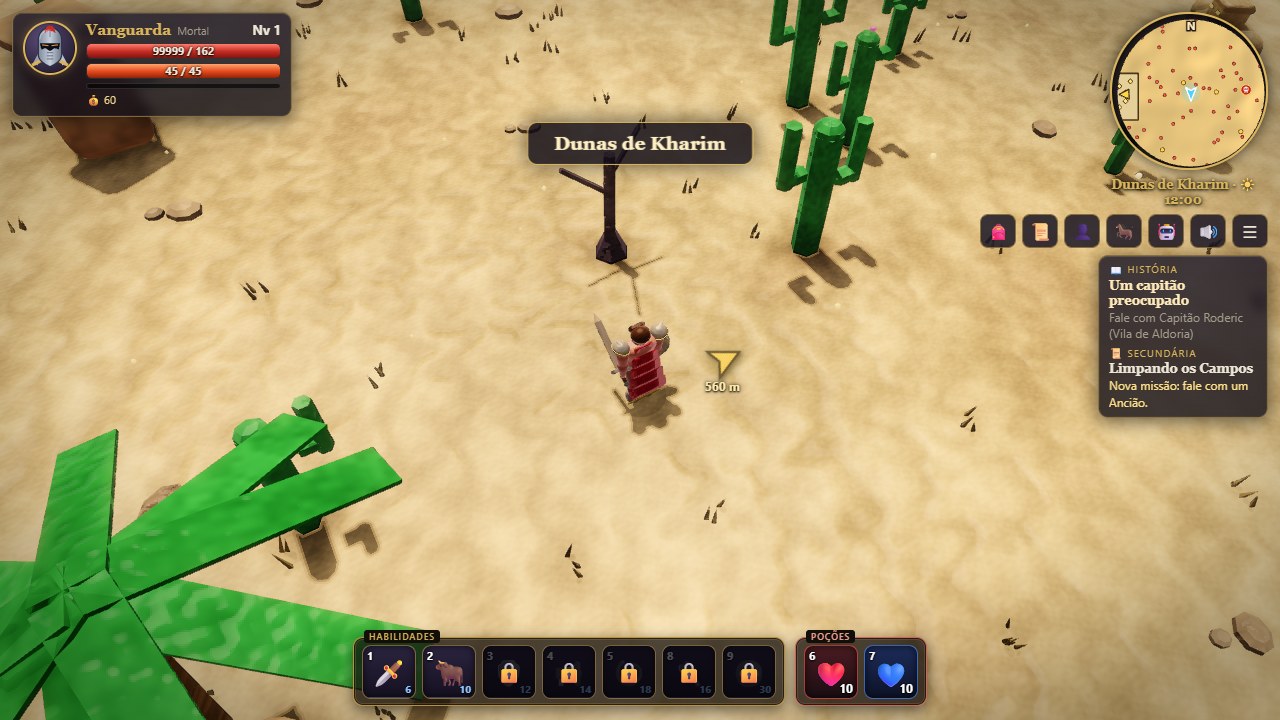 Vanguarda Mortal Nv 1
99999 / 162
45 / 45
60
N
Dunas de Kharim
Dunas de Kharim ·
12:00
HISTÓRIA
Um capitão
preocupado
Fale com Capitão Roderic
(Vila de Aldoria)
SECUNDÁRIA
Limpando os Campos
Nova missão: fale com um
Ancião.
560 m
HABILIDADES
1 6
2 10
3 12
4 14
5 18
8 16
9 30
POÇÕES
6 10
7 10